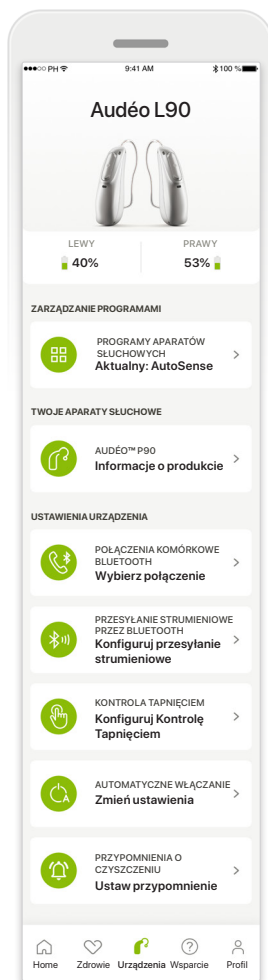 PH 9:41 AM 100 %
Audéo L90
LEWY PRAWY
40% 53%
ZARZĄDZANIE PROGRAMAMI
PROGRAMY APARATÓW
SŁUCHOWYCH
Aktualny: AutoSense
TWOJE APARATY SŁUCHOWE
AUDÉO™ P90
Informacje o produkcie
USTAWIENIA URZĄDZENIA
POŁĄCZENIA KOMÓRKOWE
BLUETOOTH
Wybierz połączenie
PRZESYŁANIE STRUMIENIOWE
PRZEZ BLUETOOTH
Konfiguruj przesyłanie
strumieniowe
KONTROLA TAPNIĘCIEM
Konfiguruj Kontrolę
Tapnięciem
AUTOMATYCZNE WŁĄCZANIE
Zmień ustawienia
PRZYPOMNIENIA O
CZYSZCZENIU
Ustaw przypomnienie
Home Zdrowie Urządzenia Wsparcie Profil